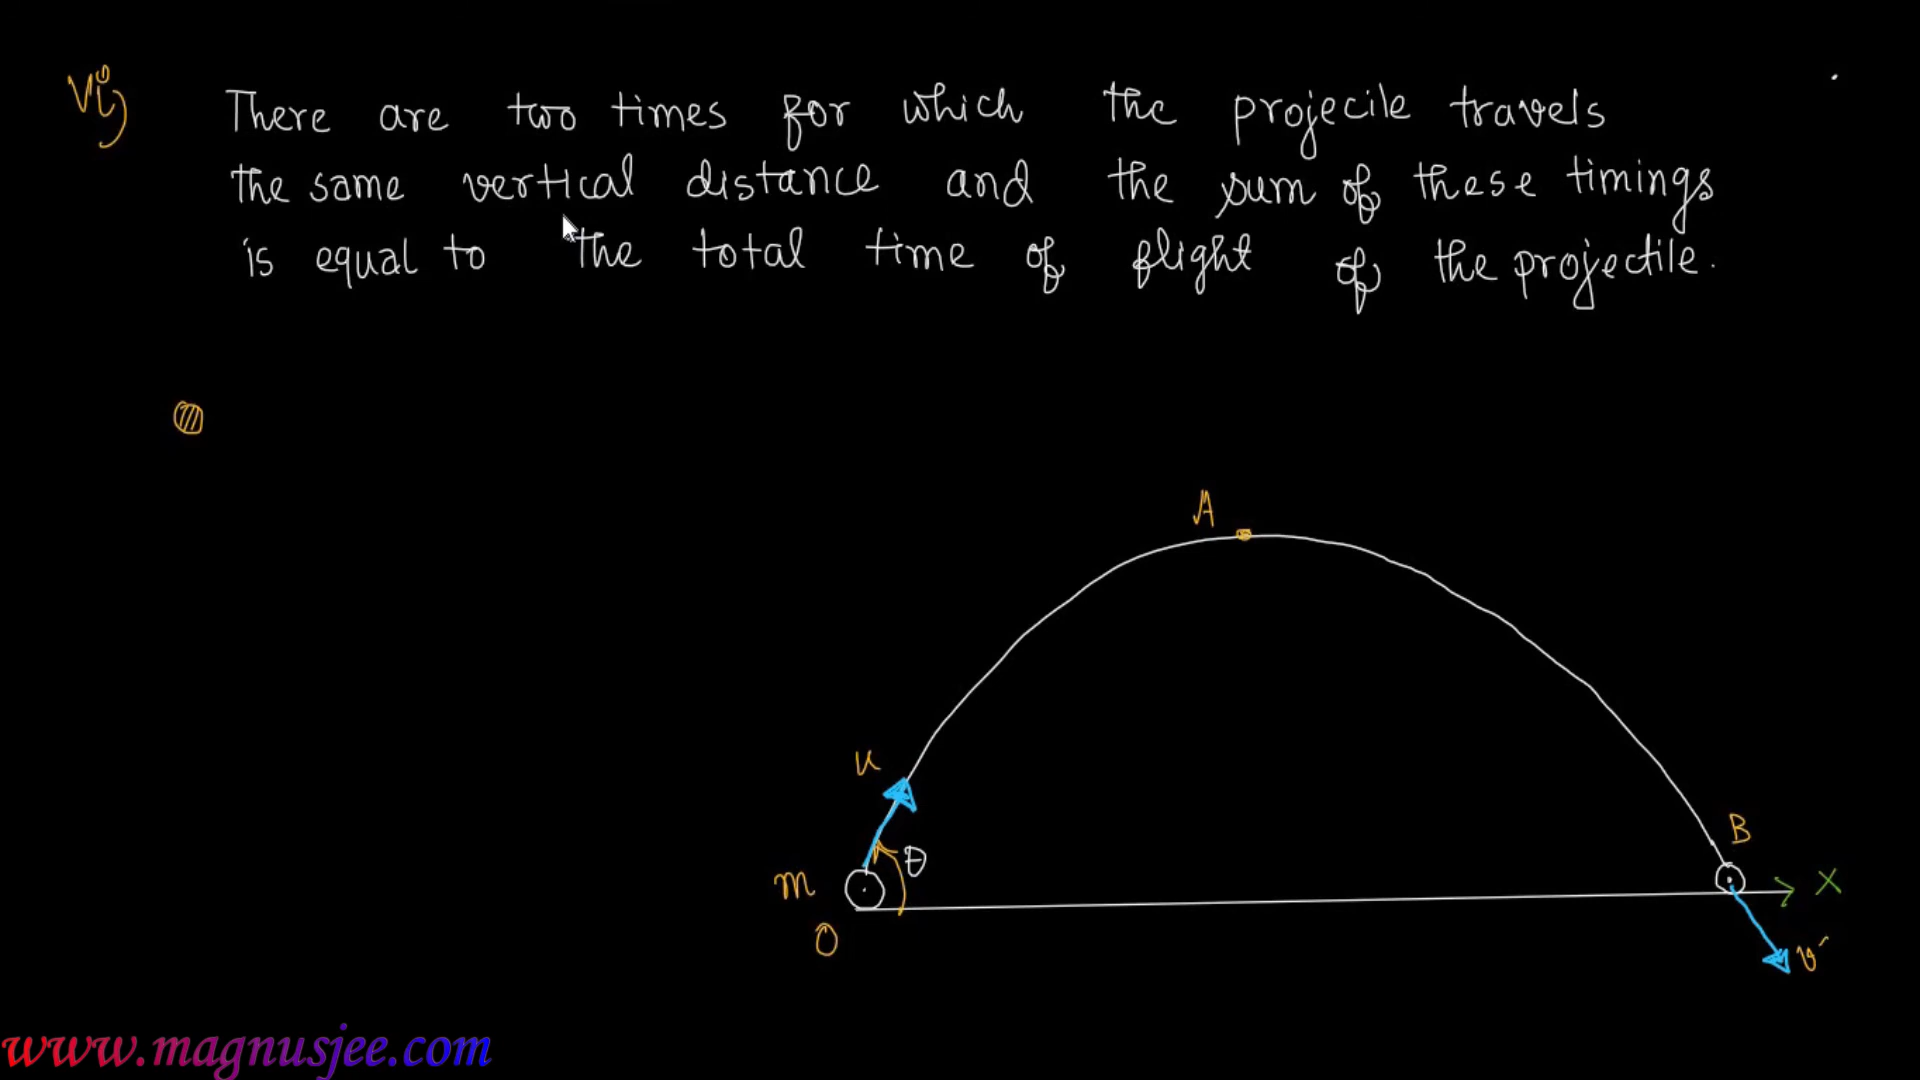 vi)
There are two times for which the projecile travels
the same vertical distance and the sum of these timings
is equal to the total time of flight of the projectile.
A
u
B
θ
m
X
O
v
www.magnusjee.com